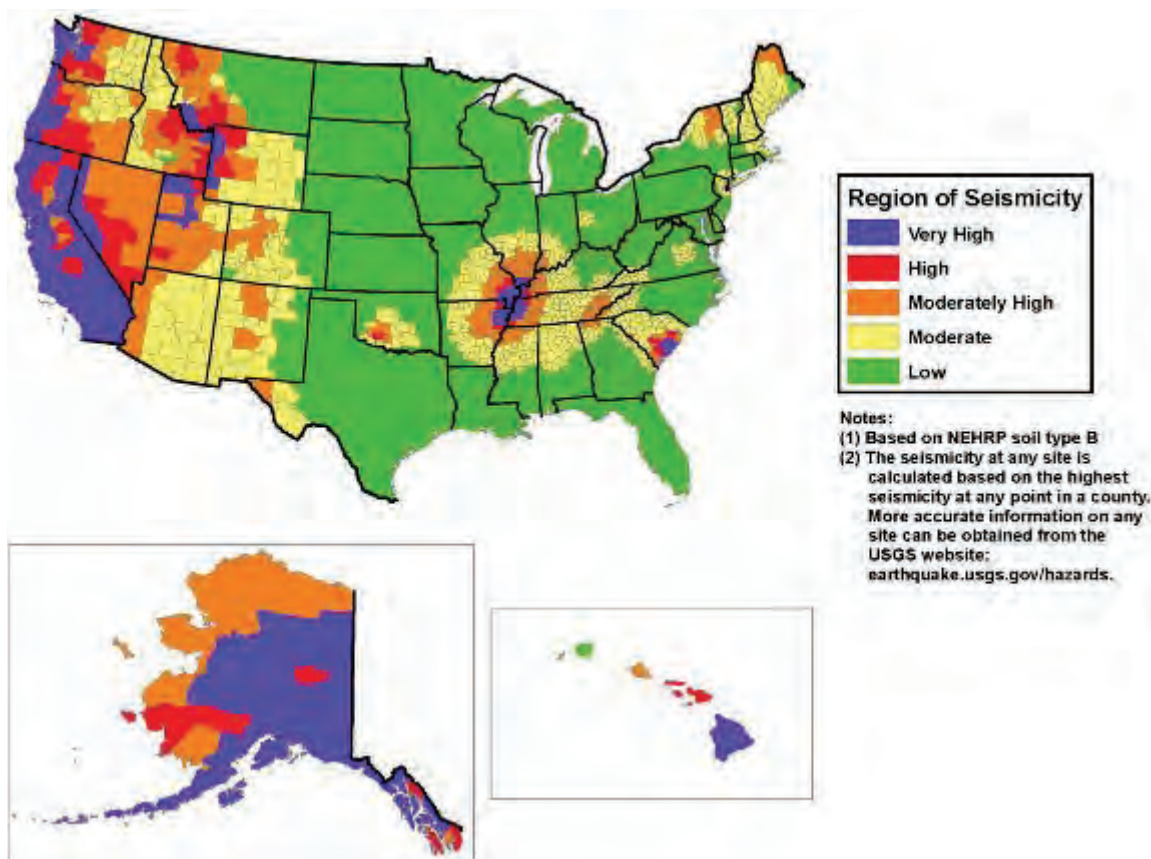 Region of Seismicity
Very High
High
Moderately High
Moderate
Low
Notes:
(1) Based on NEHRP soil type B
(2) The seismicity at any site is
calculated based on the highest
seismicity at any point in a county.
More accurate information on any
site can be obtained from the
USGS website:
earthquake.usgs.gov/hazards.